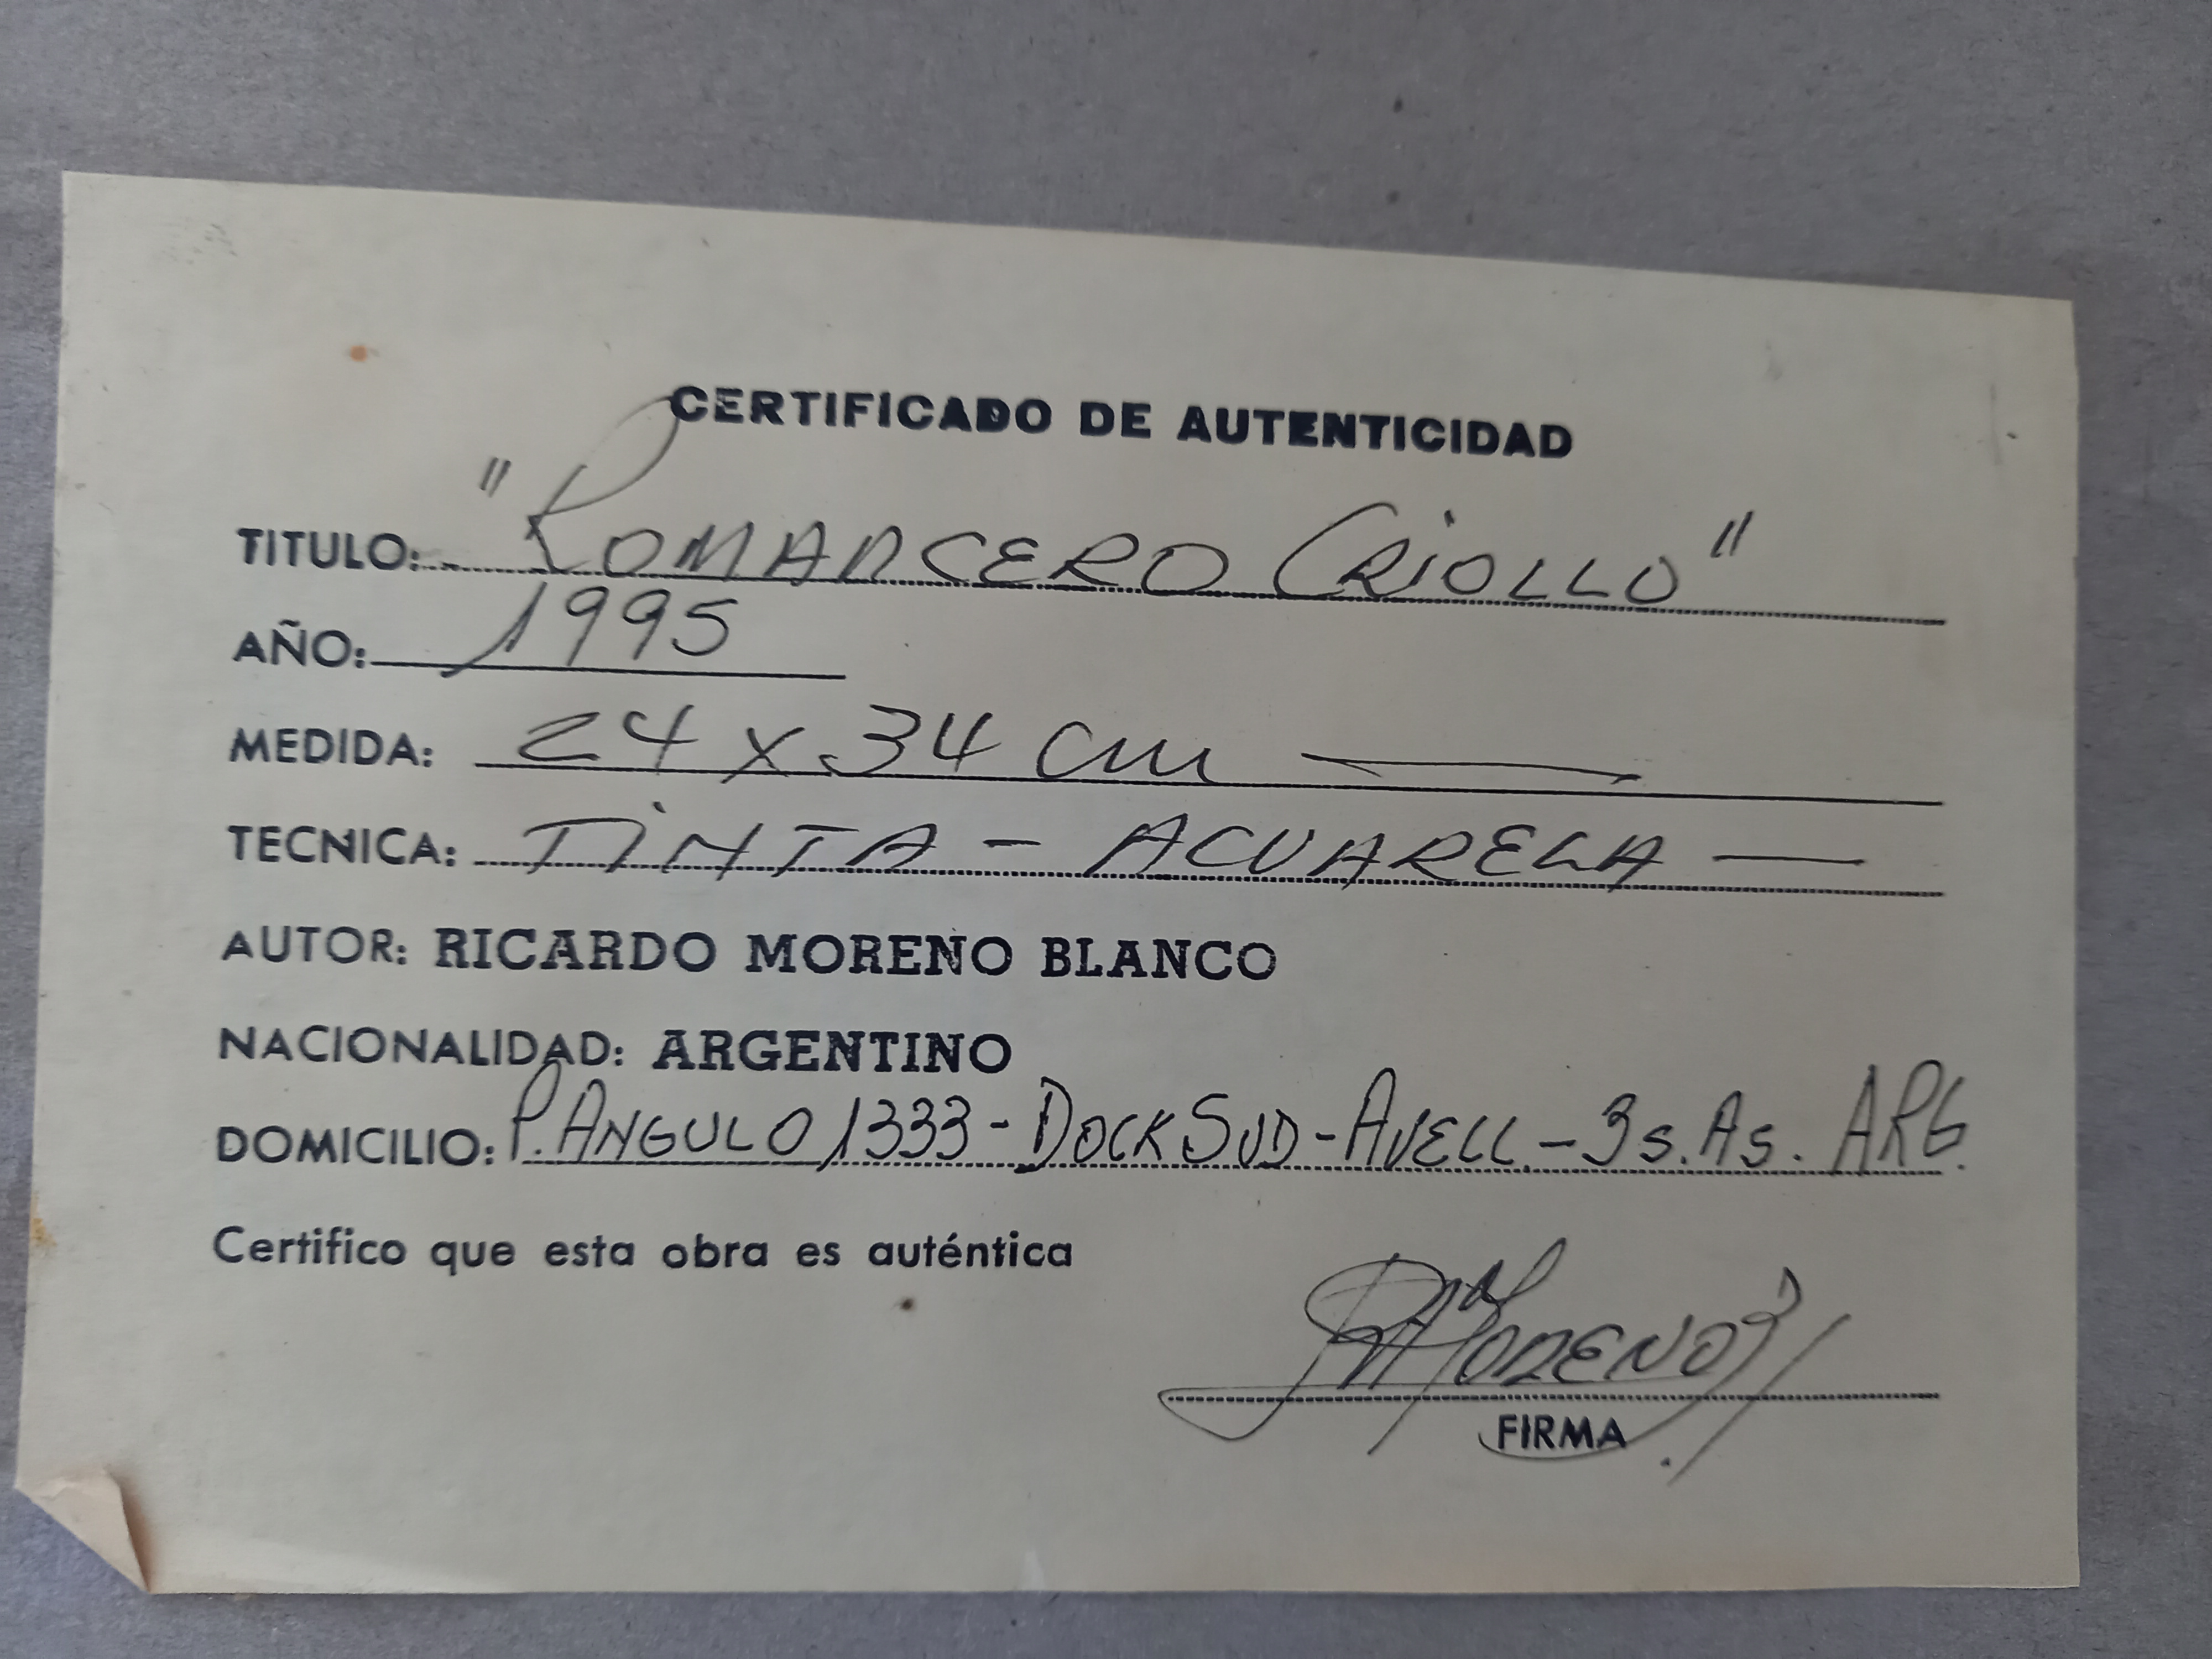 CERTIFICADO DE AUTENTICIDAD
TITULO: "ROMANCERO CRIOLLO"
AÑO: 1995
MEDIDA: 24 x 34 cm —
TECNICA: TINTA - ACUARELA —
AUTOR: RICARDO MORENO BLANCO
NACIONALIDAD: ARGENTINO
DOMICILIO: P. ANGULO 1333 - DOCK SUD - AVELL. - Bs. As. ARG.
Certifico que esta obra es auténtica
R Moreno B
FIRMA